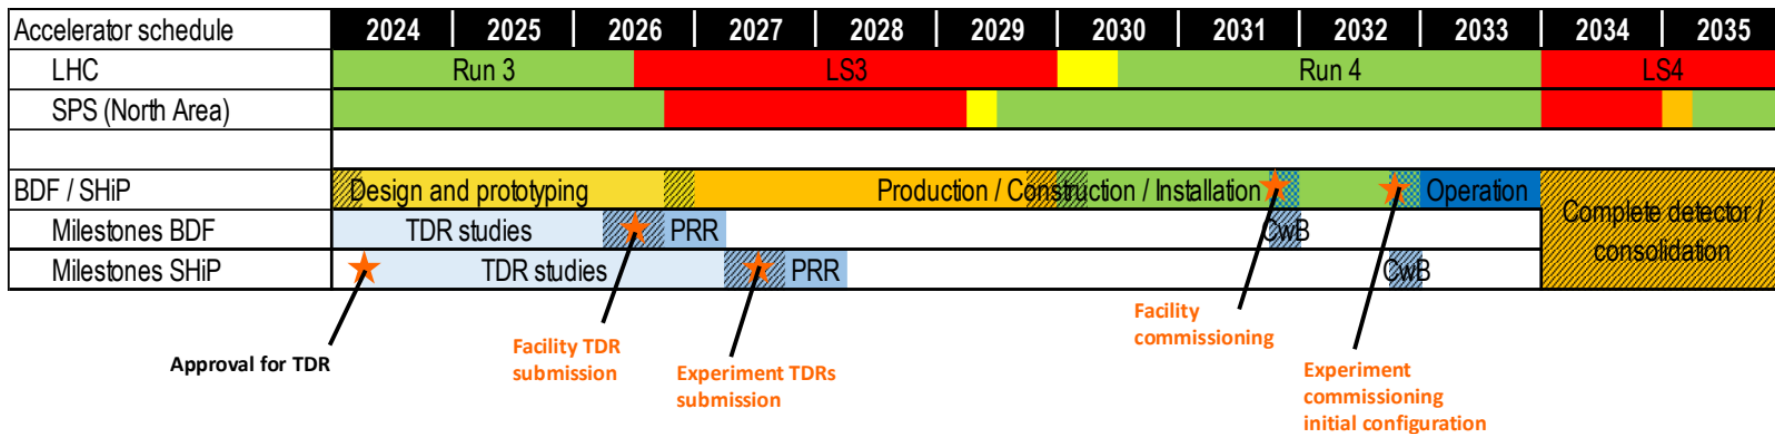 Accelerator schedule 2024 2025 2026 2027 2028 2029 2030 2031 2032 2033 2034 2035
LHC Run 3 LS3 Run 4 LS4
SPS (North Area)
BDF / SHiP Design and prototyping Production / Construction / Installation Operation
Complete detector /
consolidation
Milestones BDF TDR studies PRR CwB
Milestones SHiP TDR studies PRR CwB
Approval for TDR
Facility TDR
submission
Experiment TDRs
submission
Facility
commissioning
Experiment
commissioning
initial configuration